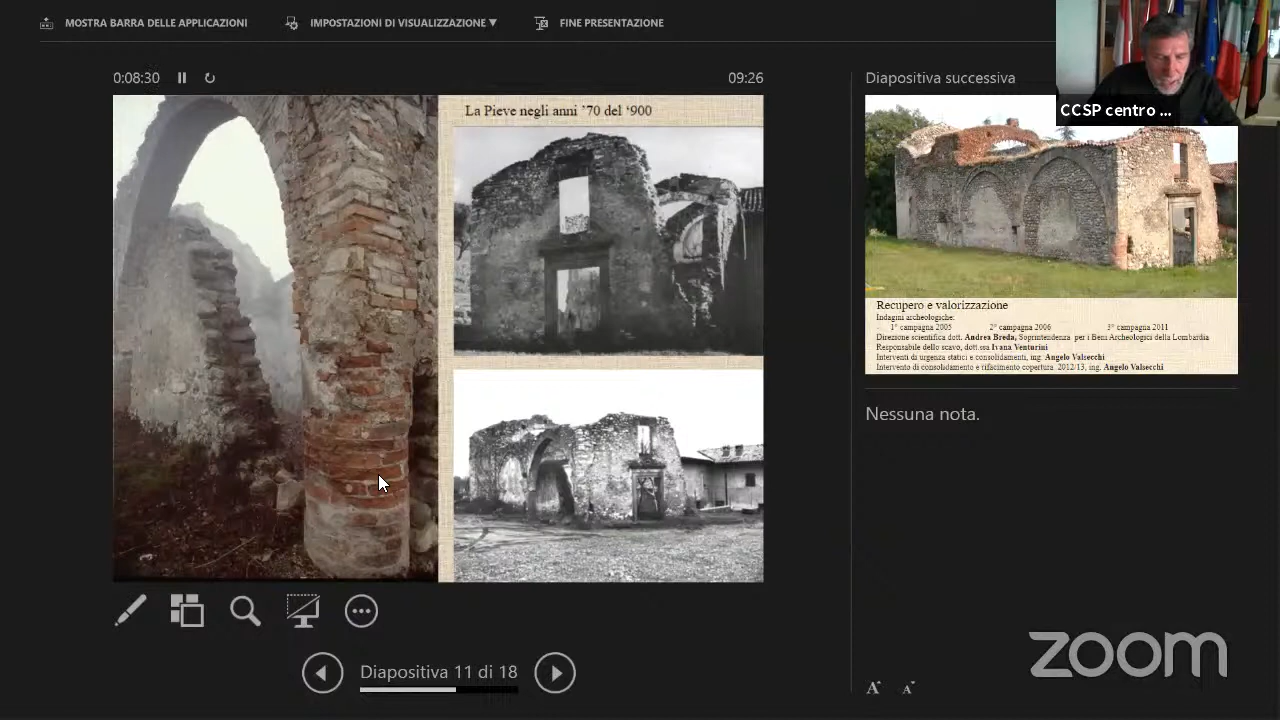 MOSTRA BARRA DELLE APPLICAZIONI
IMPOSTAZIONI DI VISUALIZZAZIONE ▼
FINE PRESENTAZIONE
0:08:30
09:26
Diapositiva successiva
CCSP centro ...
La Pieve negli anni ’70 del ‘900
Recupero e valorizzazione
Indagini archeologiche:
1° campagna 2005 2° campagna 2006 3° campagna 2011
Direzione scientifica dott. Andrea Breda, Soprintendenza per i Beni Archeologici della Lombardia
Responsabile dello scavo, dott.ssa Ivana Venturini
Interventi di urgenza statici e consolidamenti, ing. Angelo Valsecchi
Intervento di consolidamento e rifacimento copertura 2012/13, ing. Angelo Valsecchi
Nessuna nota.
Diapositiva 11 di 18
A A
zoom